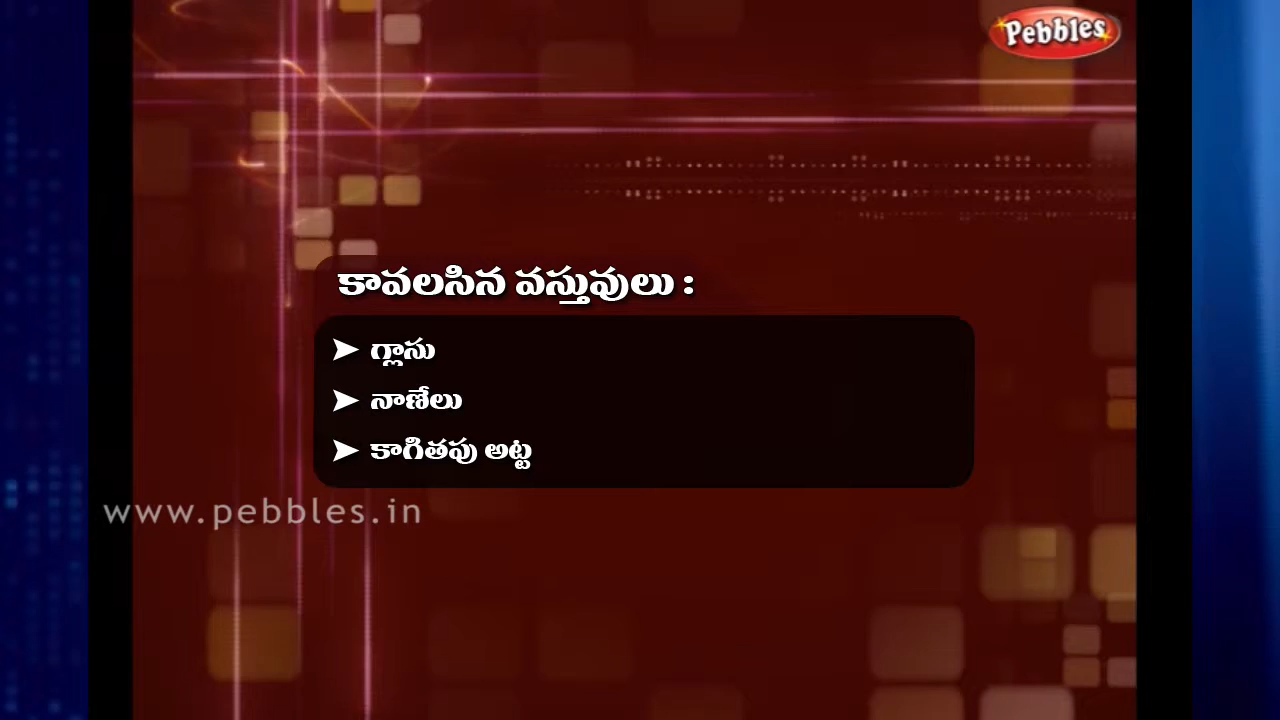 Pebbles
కావలసిన వస్తువులు :
➤ గ్లాసు
➤ నాణేలు
➤ కాగితపు అట్ట
www.pebbles.in